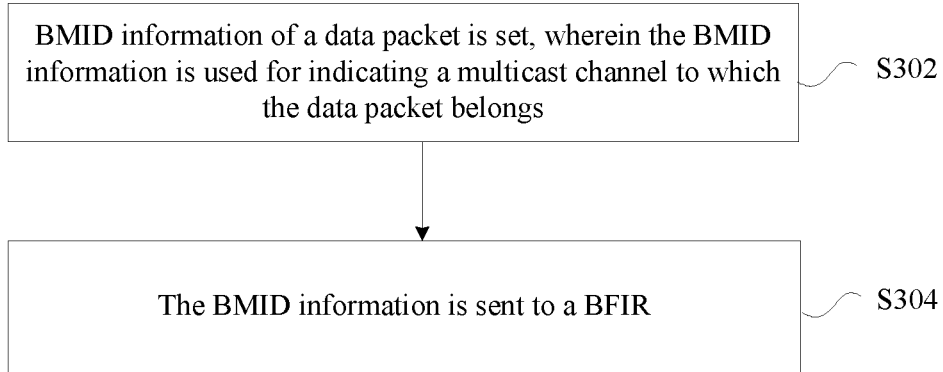 BMID information of a data packet is set, wherein the BMID
information is used for indicating a multicast channel to which
the data packet belongs
S302
The BMID information is sent to a BFIR
S304